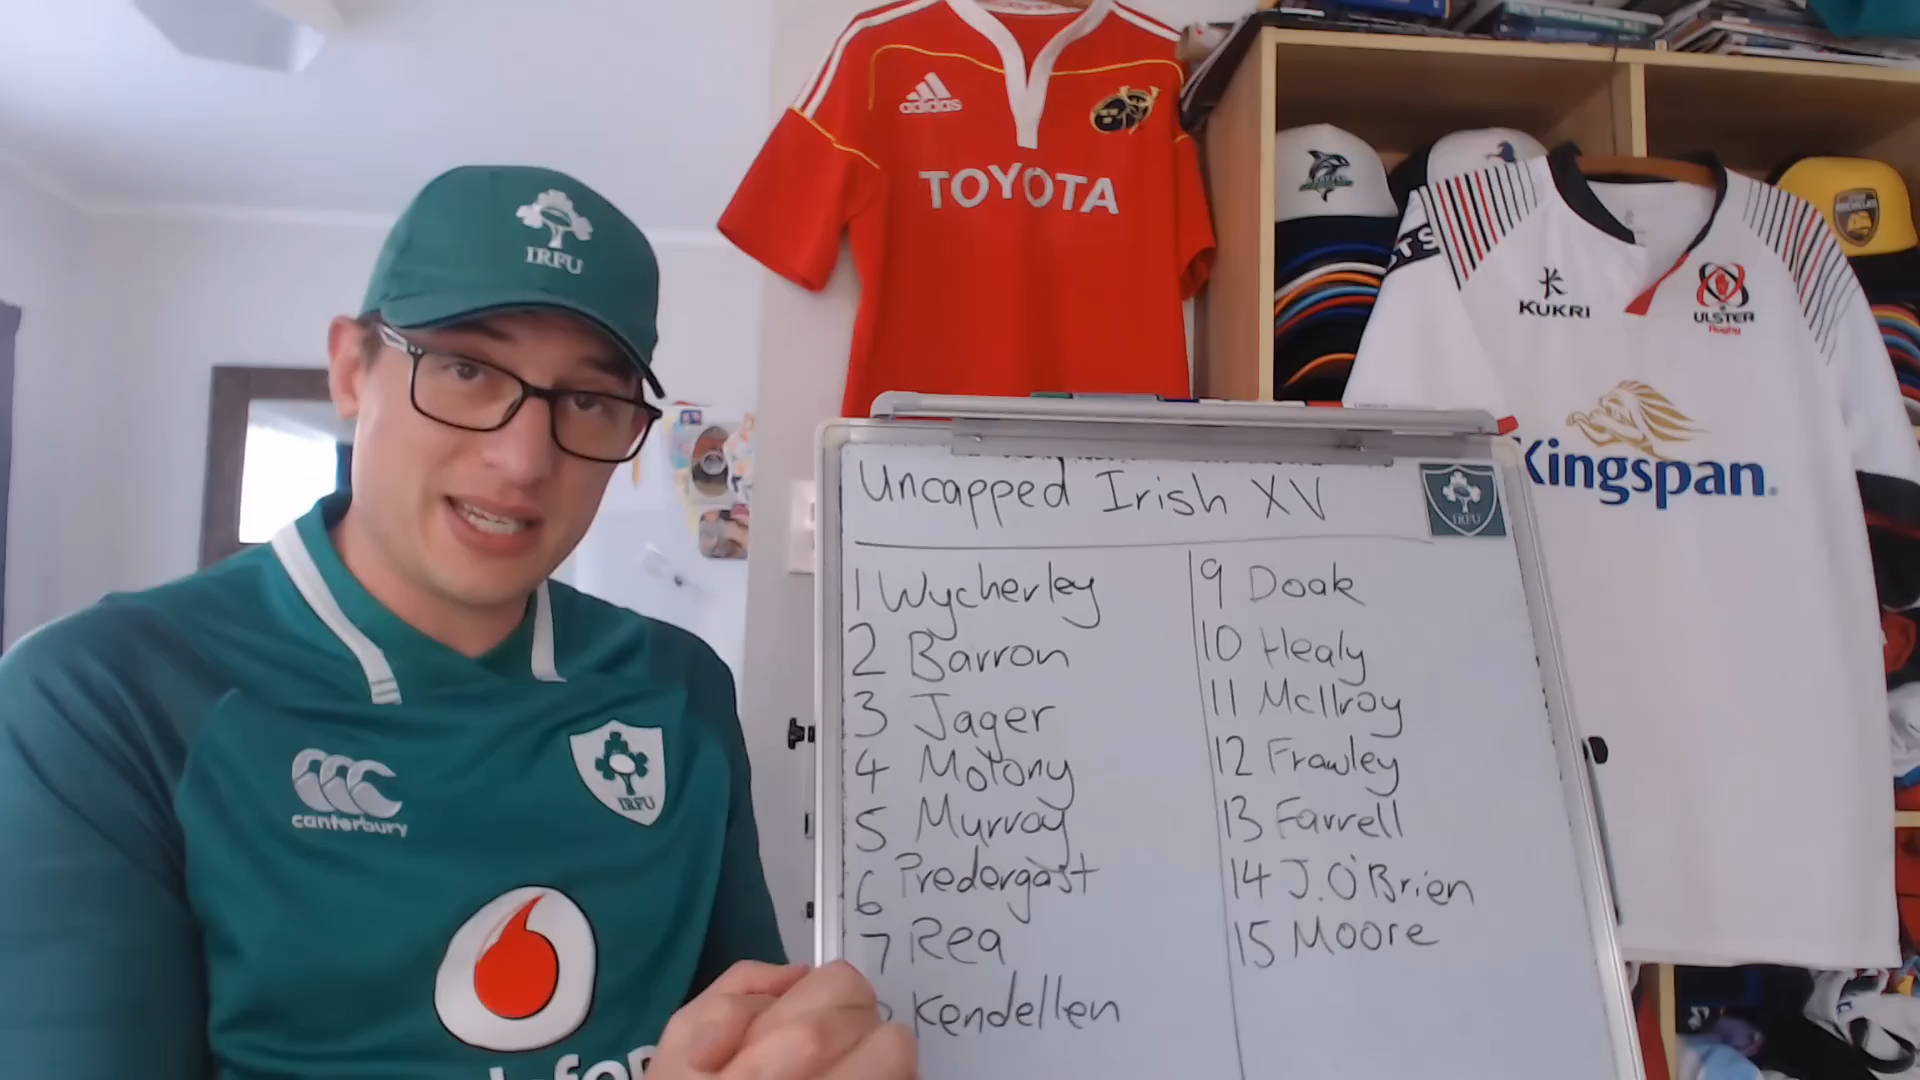 adidas
TOYOTA
IRFU
KUKRI
ULSTER
Rugby
Kingspan.
Uncapped Irish XV
IRFU
1 Wycherley
2 Barron
3 Jager
4 Molony
5 Murray
6 Predergast
7 Rea
Kendellen
9 Doak
10 Healy
11 McIlroy
12 Frawley
13 Farrell
14 J.O'Brien
15 Moore
canterbury
IRFU